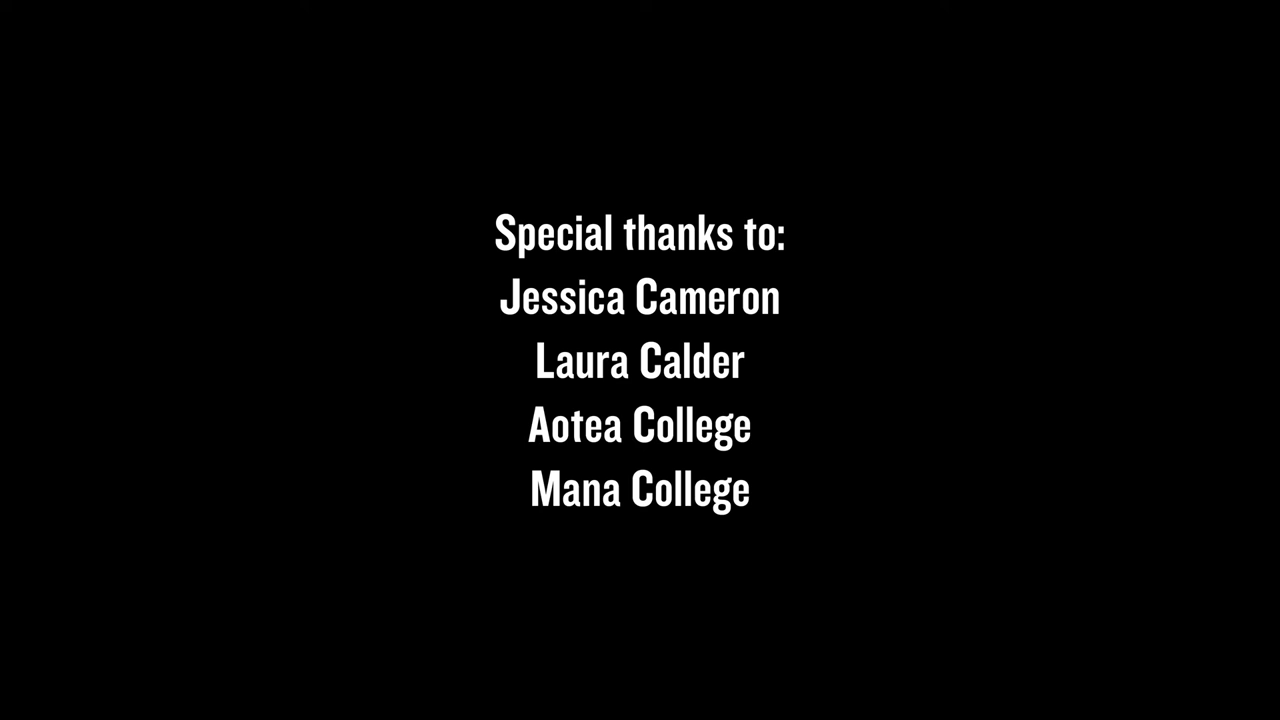 Special thanks to:
Jessica Cameron
Laura Calder
Aotea College
Mana College